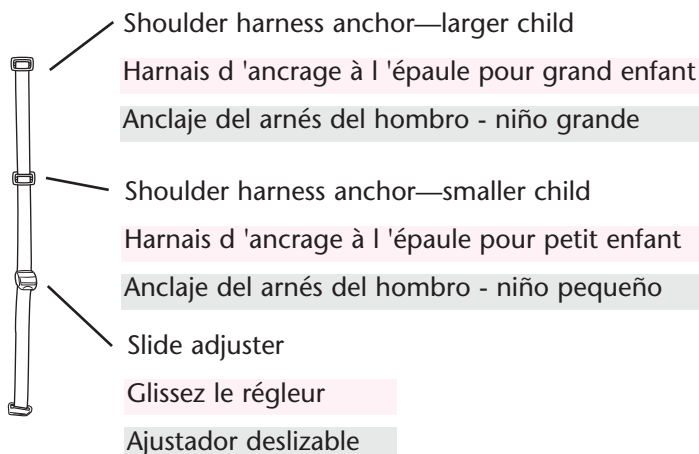 Shoulder harness anchor—larger child
Harnais d 'ancrage à l 'épaule pour grand enfant
Anclaje del arnés del hombro - niño grande
Shoulder harness anchor—smaller child
Harnais d 'ancrage à l 'épaule pour petit enfant
Anclaje del arnés del hombro - niño pequeño
Slide adjuster
Glissez le régleur
Ajustador deslizable